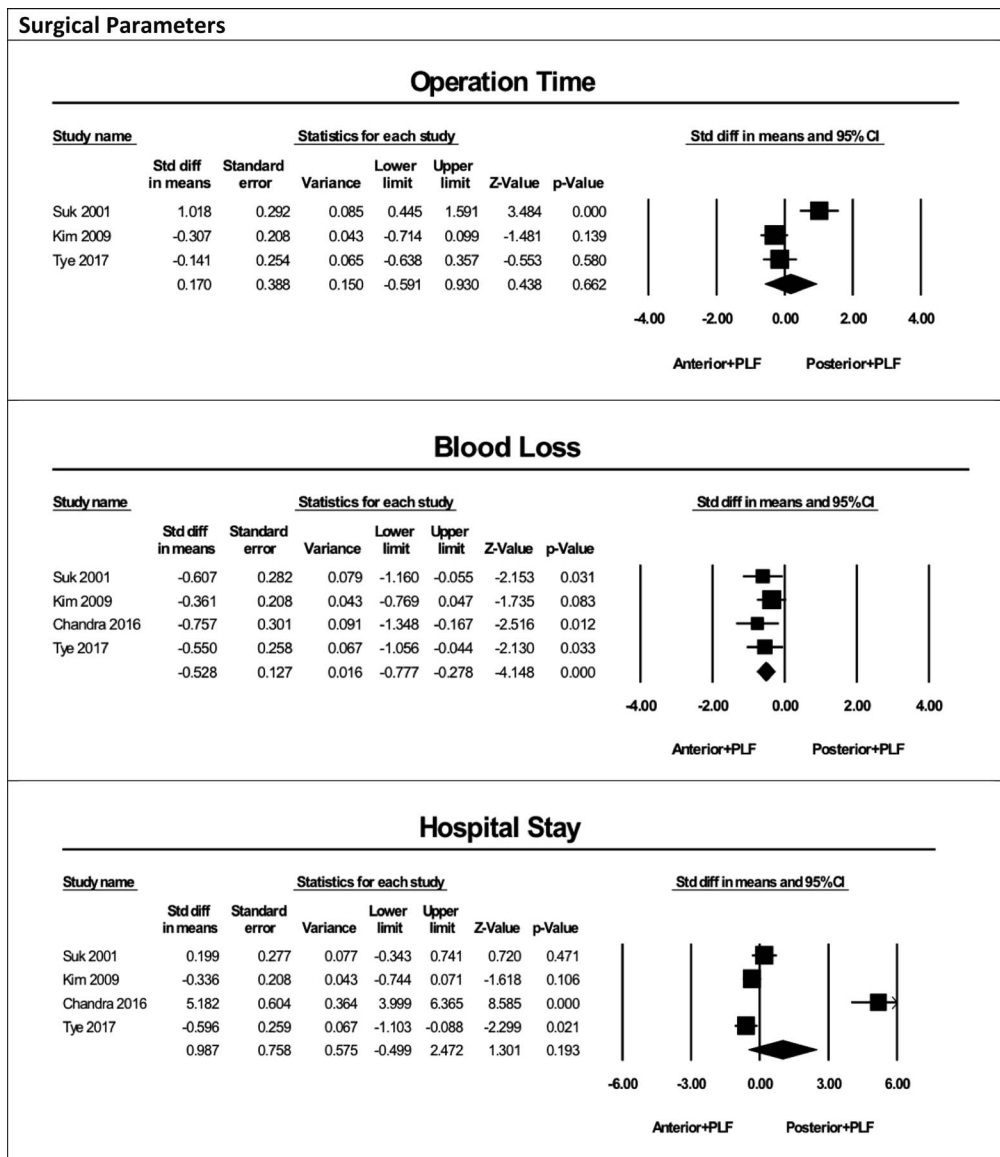 Surgical Parameters
Operation Time
Study name Statistics for each study Std diff in means and 95% CI
Std diff Standard Lower Upper
in means error Variance limit limit Z-Value p-Value
Suk 2001 1.018 0.292 0.085 0.445 1.591 3.484 0.000
Kim 2009 -0.307 0.208 0.043 -0.714 0.099 -1.481 0.139
Tye 2017 -0.141 0.254 0.065 -0.638 0.357 -0.553 0.580
0.170 0.388 0.150 -0.591 0.930 0.438 0.662
-4.00 -2.00 0.00 2.00 4.00
Anterior+PLF Posterior+PLF
Blood Loss
Study name Statistics for each study Std diff in means and 95%CI
Std diff Standard Lower Upper
in means error Variance limit limit Z-Value p-Value
Suk 2001 -0.607 0.282 0.079 -1.160 -0.055 -2.153 0.031
Kim 2009 -0.361 0.208 0.043 -0.769 0.047 -1.735 0.083
Chandra 2016 -0.757 0.301 0.091 -1.348 -0.167 -2.516 0.012
Tye 2017 -0.550 0.258 0.067 -1.056 -0.044 -2.130 0.033
-0.528 0.127 0.016 -0.777 -0.278 -4.148 0.000
-4.00 -2.00 0.00 2.00 4.00
Anterior+PLF Posterior+PLF
Hospital Stay
Study name Statistics for each study Std diff in means and 95%CI
Std diff Standard Lower Upper
in means error Variance limit limit Z-Value p-Value
Suk 2001 0.199 0.277 0.077 -0.343 0.741 0.720 0.471
Kim 2009 -0.336 0.208 0.043 -0.744 0.071 -1.618 0.106
Chandra 2016 5.182 0.604 0.364 3.999 6.365 8.585 0.000
Tye 2017 -0.596 0.259 0.067 -1.103 -0.088 -2.299 0.021
0.987 0.758 0.575 -0.499 2.472 1.301 0.193
-6.00 -3.00 0.00 3.00 6.00
Anterior+PLF Posterior+PLF